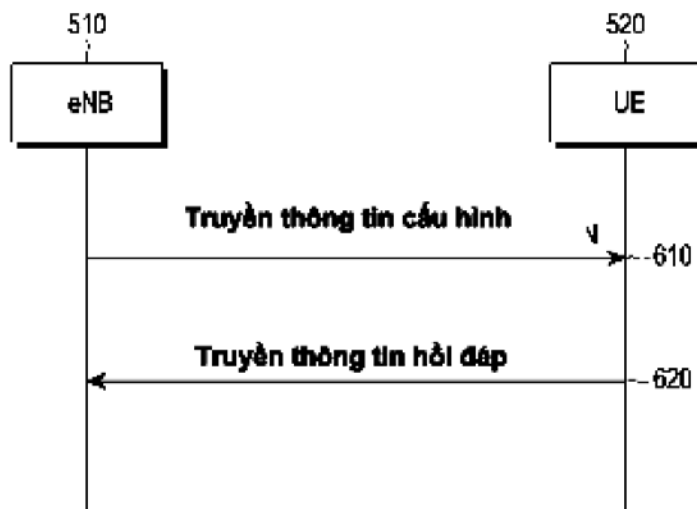 510 520
eNB UE
Truyền thông tin cấu hình
610
Truyền thông tin hồi đáp
620